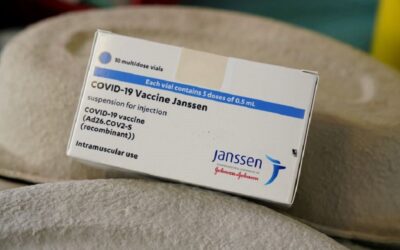 10 multidose vials
Each vial contains 5 doses of 0.5 mL
COVID-19 Vaccine Janssen
suspension for injection
COVID-19 vaccine
(Ad26.COV2-S
(recombinant))
Intramuscular use
Janssen
Johnson & Johnson